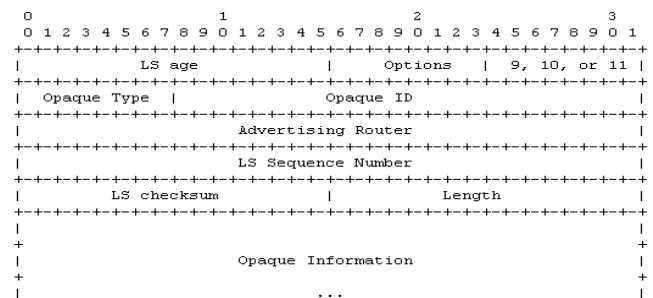 0                   1                   2                   3
0 1 2 3 4 5 6 7 8 9 0 1 2 3 4 5 6 7 8 9 0 1 2 3 4 5 6 7 8 9 0 1
+-+-+-+-+-+-+-+-+-+-+-+-+-+-+-+-+-+-+-+-+-+-+-+-+-+-+-+-+-+-+-+-+
| LS age | Options | 9, 10, or 11 |
+-+-+-+-+-+-+-+-+-+-+-+-+-+-+-+-+-+-+-+-+-+-+-+-+-+-+-+-+-+-+-+-+
| Opaque Type | Opaque ID |
+-+-+-+-+-+-+-+-+-+-+-+-+-+-+-+-+-+-+-+-+-+-+-+-+-+-+-+-+-+-+-+-+
| Advertising Router |
+-+-+-+-+-+-+-+-+-+-+-+-+-+-+-+-+-+-+-+-+-+-+-+-+-+-+-+-+-+-+-+-+
| LS Sequence Number |
+-+-+-+-+-+-+-+-+-+-+-+-+-+-+-+-+-+-+-+-+-+-+-+-+-+-+-+-+-+-+-+-+
| LS checksum | Length |
+-+-+-+-+-+-+-+-+-+-+-+-+-+-+-+-+-+-+-+-+-+-+-+-+-+-+-+-+-+-+-+-+
| |
+ +
| Opaque Information |
+ +
| ... |